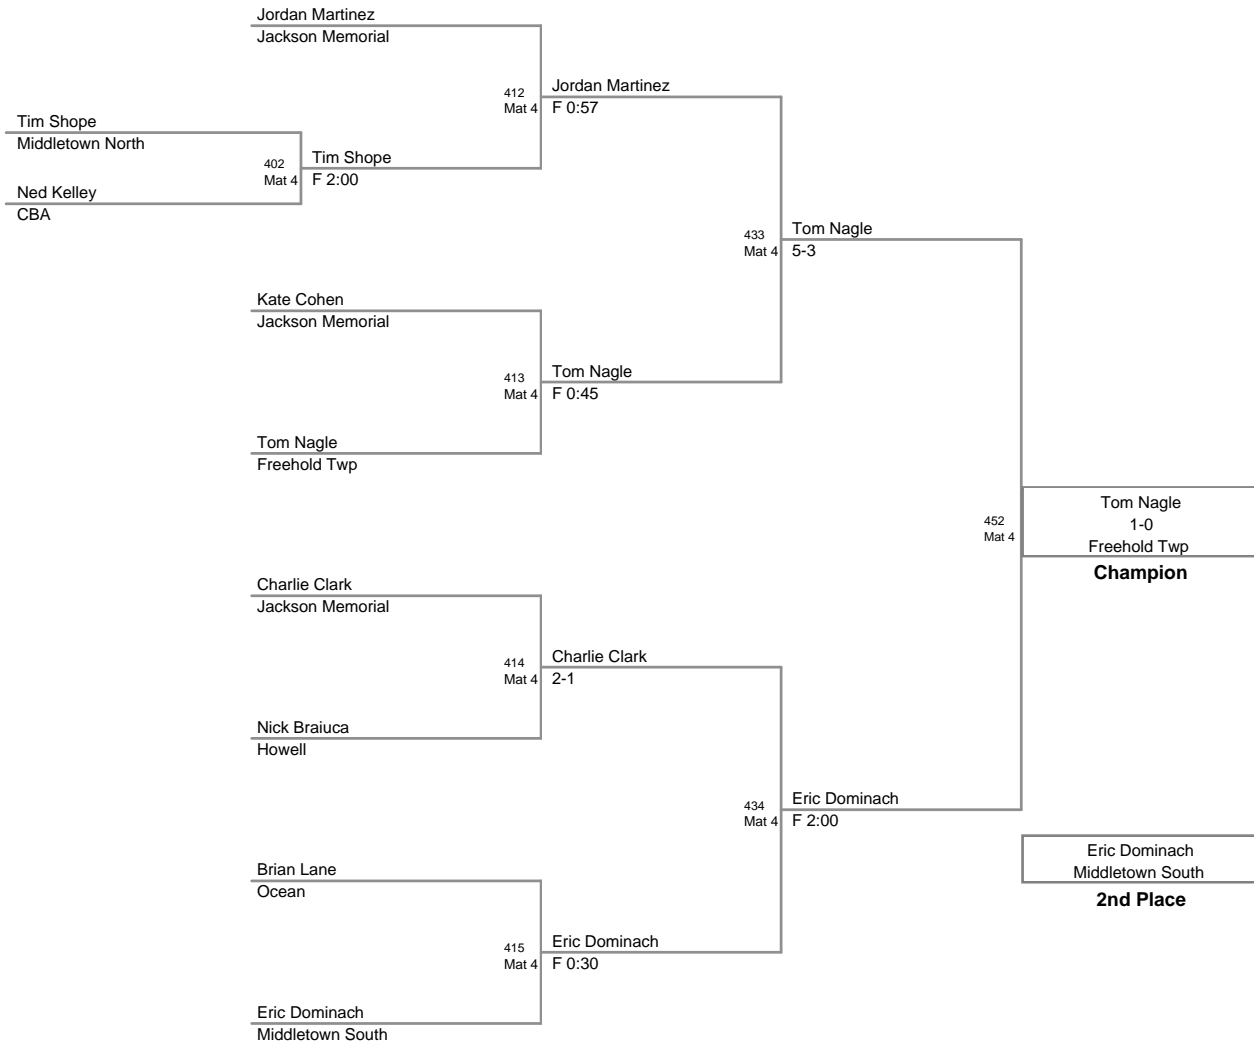 Jordan Martinez
Jackson Memorial
412
Mat 4
Jordan Martinez
F 0:57
Tim Shope
Middletown North
402
Mat 4
Tim Shope
F 2:00
Ned Kelley
CBA
433
Mat 4
Tom Nagle
5-3
Kate Cohen
Jackson Memorial
413
Mat 4
Tom Nagle
F 0:45
Tom Nagle
Freehold Twp
452
Mat 4
Tom Nagle
1-0
Freehold Twp
Champion
Charlie Clark
Jackson Memorial
414
Mat 4
Charlie Clark
2-1
Nick Braiuca
Howell
434
Mat 4
Eric Dominach
F 2:00
Eric Dominach
Middletown South
2nd Place
Brian Lane
Ocean
415
Mat 4
Eric Dominach
F 0:30
Eric Dominach
Middletown South